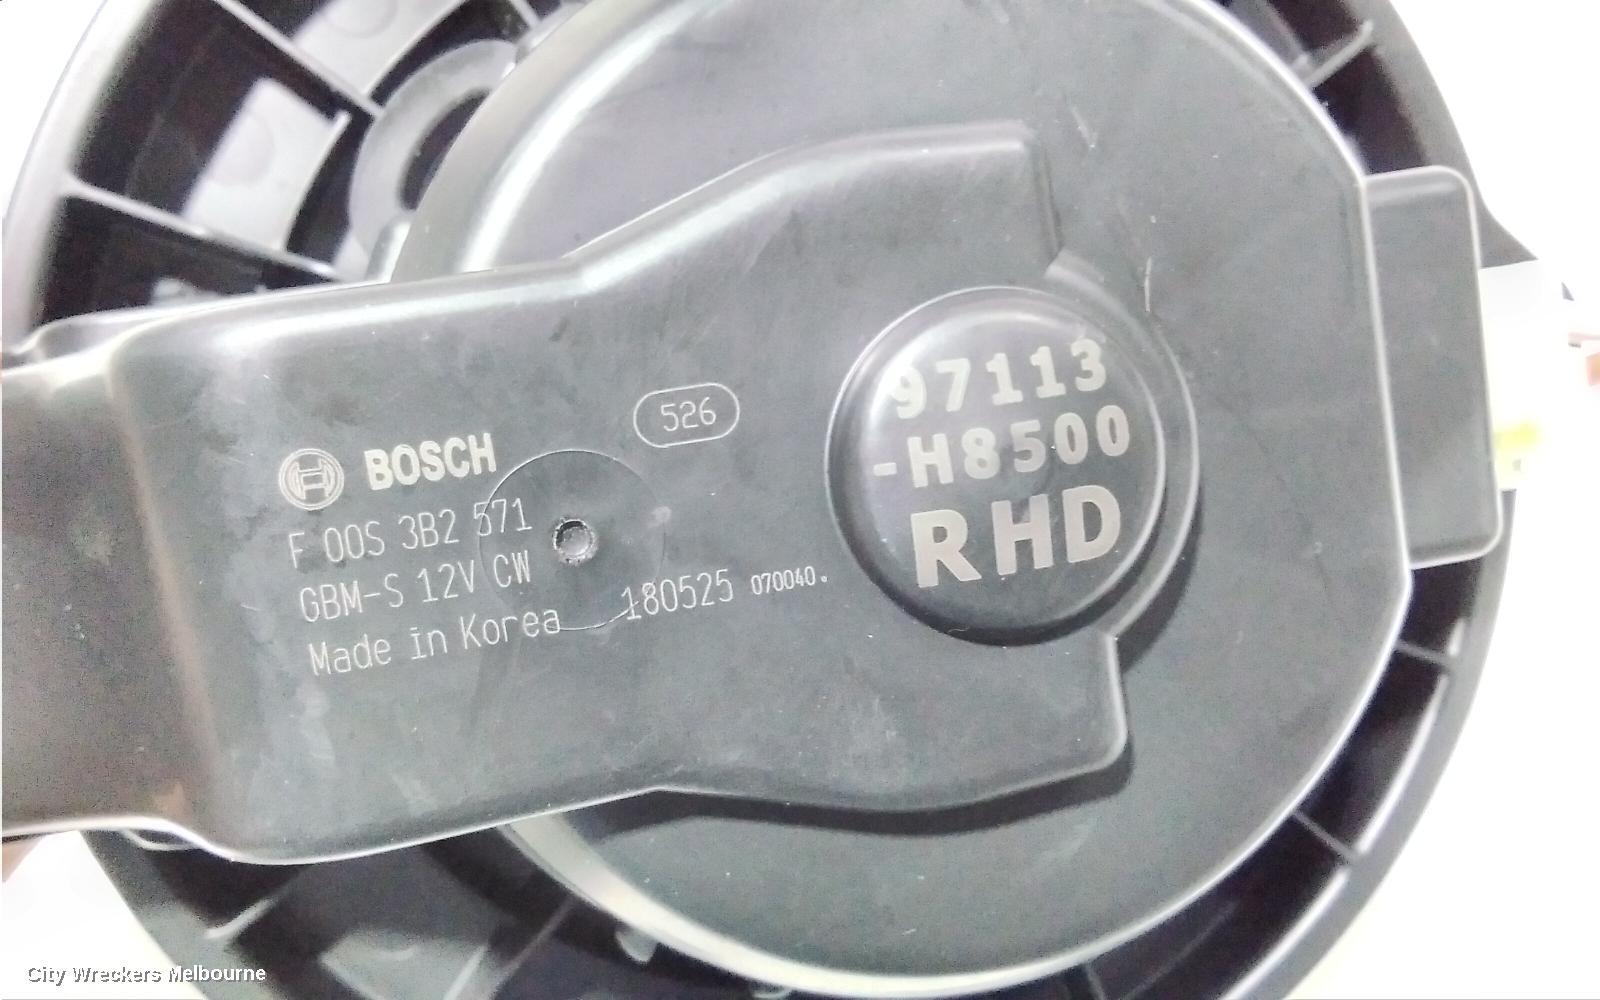 526
97113
-H8500
RHD
BOSCH
F 00S 3B2 571
GBM-S 12V CW
Made in Korea 180525 070040.
City Wreckers Melbourne